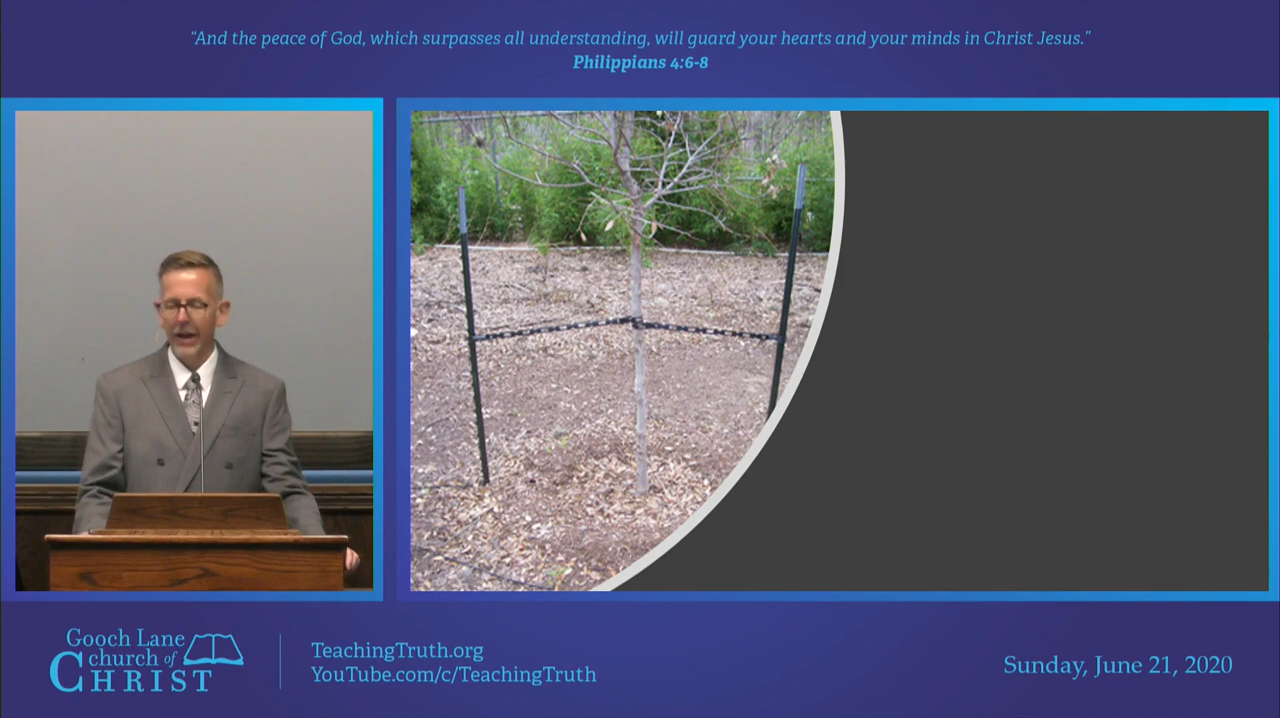 “And the peace of God, which surpasses all understanding, will guard your hearts and your minds in Christ Jesus.”
Philippians 4:6-8
Gooch Lane
church of
CHRIST
TeachingTruth.org
YouTube.com/c/TeachingTruth
Sunday, June 21, 2020